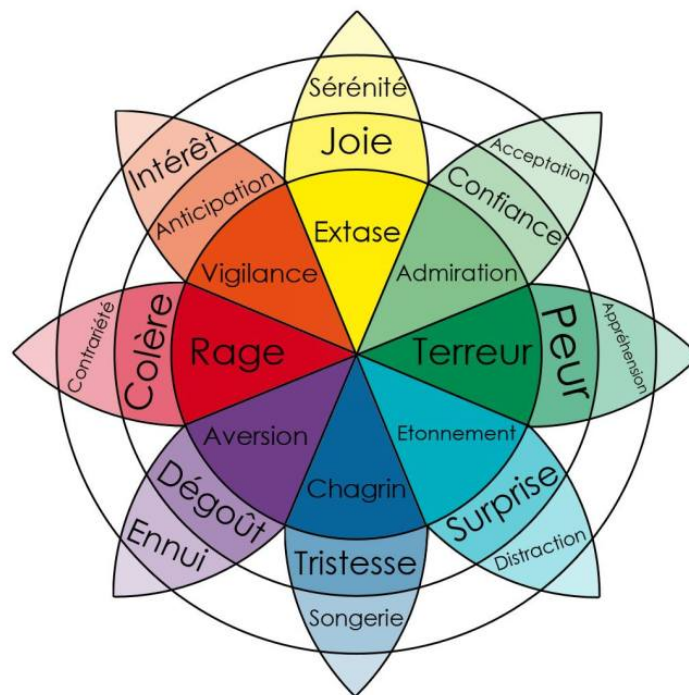 Sérénité
Joie
Extase
Intérêt
Anticipation
Vigilance
Acceptation
Confiance
Admiration
Contrariété
Colère
Rage
Terreur
Peur
Appréhension
Aversion
Dégoût
Ennui
Etonnement
Surprise
Distraction
Chagrin
Tristesse
Songerie